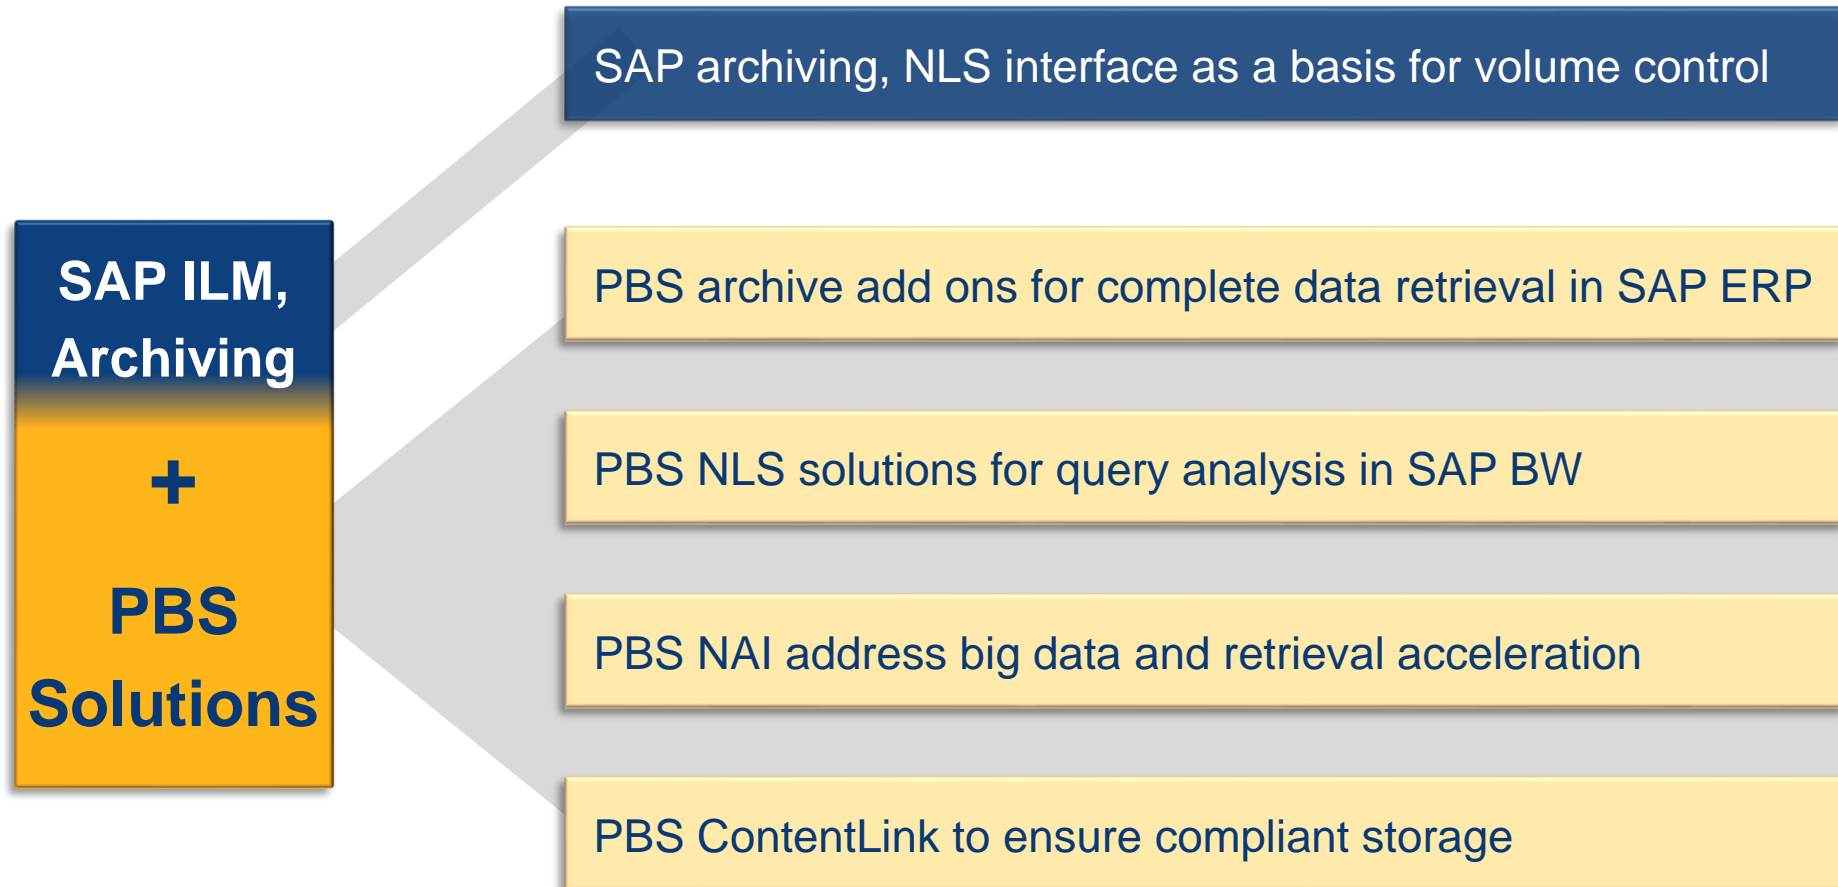 SAP archiving, NLS interface as a basis for volume control
SAP ILM,
Archiving
+
PBS
Solutions
PBS archive add ons for complete data retrieval in SAP ERP
PBS NLS solutions for query analysis in SAP BW
PBS NAI address big data and retrieval acceleration
PBS ContentLink to ensure compliant storage